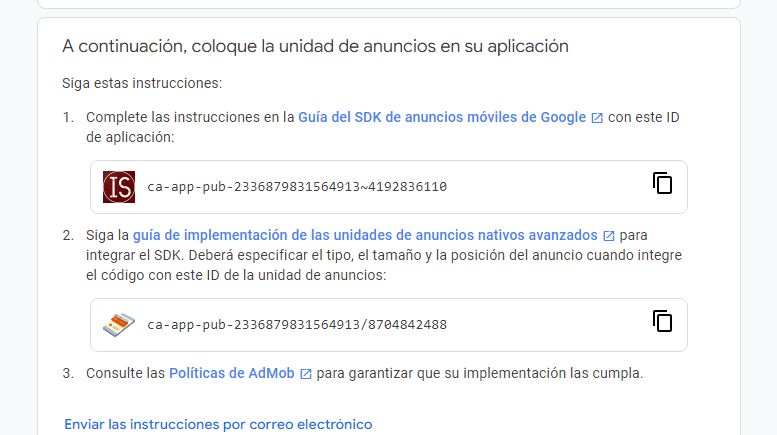 A continuación, coloque la unidad de anuncios en su aplicación
Siga estas instrucciones:
1. Complete las instrucciones en la Guía del SDK de anuncios móviles de Google con este ID
de aplicación:
IS ca-app-pub-2336879831564913~4192836110
2. Siga la guía de implementación de las unidades de anuncios nativos avanzados para
integrar el SDK. Deberá especificar el tipo, el tamaño y la posición del anuncio cuando integre
el código con este ID de la unidad de anuncios:
ca-app-pub-2336879831564913/8704842488
3. Consulte las Políticas de AdMob para garantizar que su implementación las cumpla.
Enviar las instrucciones por correo electrónico